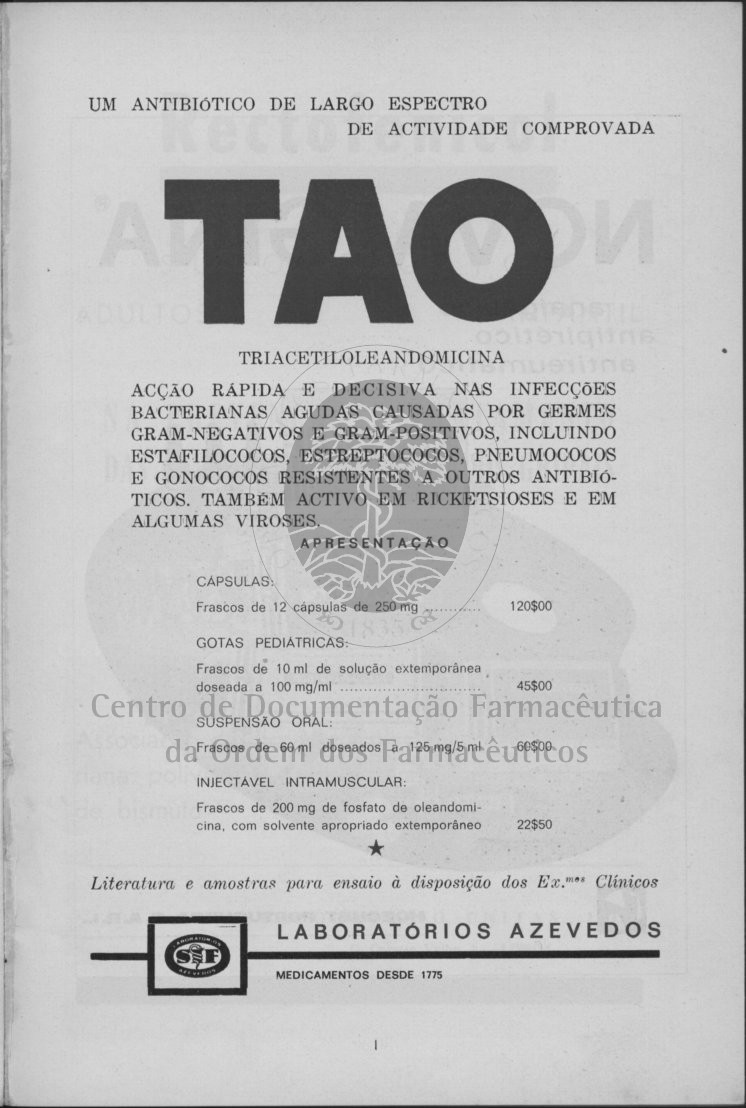 UM ANTIBIÓTICO DE LARGO ESPECTRO
DE ACTIVIDADE COMPROVADA
TAO
TRIACETILOLEANDOMICINA
ACÇÃO RÁPIDA E DECISIVA NAS INFECÇÕES
BACTERIANAS AGUDAS CAUSADAS POR GERMES
GRAM-NEGATIVOS E GRAM-POSITIVOS, INCLUINDO
ESTAFILOCOCOS, ESTREPTOCOCOS, PNEUMOCOCOS
E GONOCOCOS RESISTENTES A OUTROS ANTIBIÓ-
TICOS. TAMBÉM ACTIVO EM RICKETSIOSES E EM
ALGUMAS VIROSES.
APRESENTAÇÃO
CÁPSULAS:
Frascos de 12 cápsulas de 250 mg ............ 120$00
1835
GOTAS PEDIÁTRICAS:
Frascos de 10 ml de solução extemporânea
doseada a 100 mg/ml .............................. 45$00
Centro de Documentação Farmacêutica
SUSPENSÃO ORAL:
Frascos de 60 ml doseados a 125 mg/5 ml 60$00
da Ordem dos Farmacêuticos
INJECTÁVEL INTRAMUSCULAR:
Frascos de 200 mg de fosfato de oleandomi-
cina, com solvente apropriado extemporâneo 22$50
Literatura e amostras para ensaio à disposição dos Ex.mos Clínicos
LABORATÓRIOS AZEVEDOS
LABORATÓRIOS
SF
AZEVEDOS
MEDICAMENTOS DESDE 1775
I